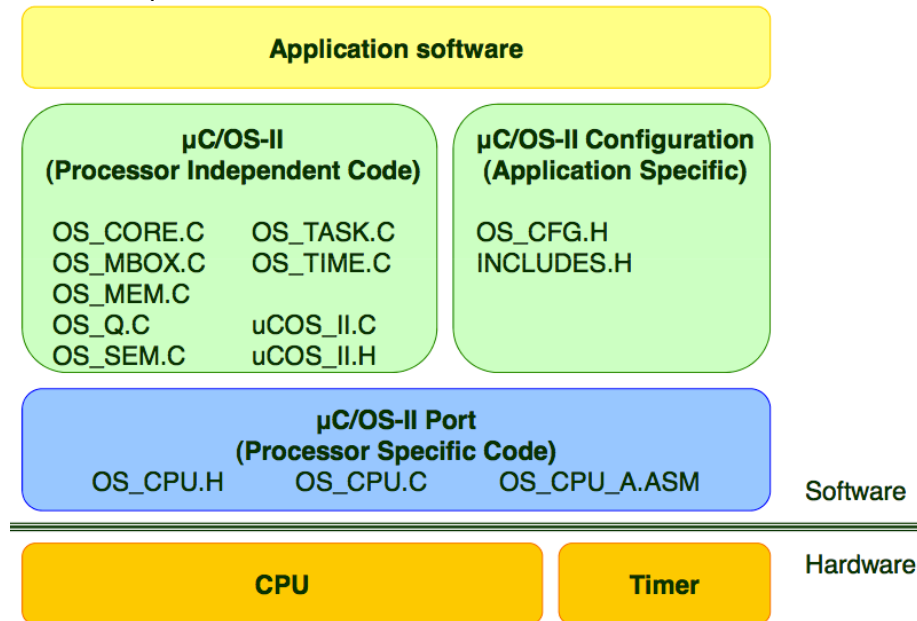 Application software
µC/OS-II
(Processor Independent Code)
OS_CORE.C OS_TASK.C
OS_MBOX.C OS_TIME.C
OS_MEM.C
OS_Q.C uCOS_II.C
OS_SEM.C uCOS_II.H
µC/OS-II Configuration
(Application Specific)
OS_CFG.H
INCLUDES.H
µC/OS-II Port
(Processor Specific Code)
OS_CPU.H OS_CPU.C OS_CPU_A.ASM
Software
Hardware
CPU
Timer